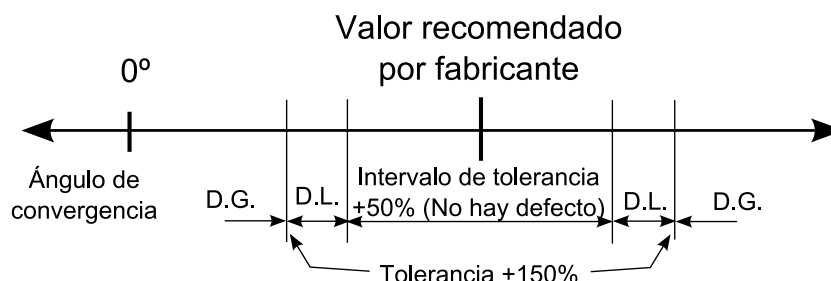 Valor recomendado
por fabricante
0º
Ángulo de
convergencia
D.G.
D.L.
Intervalo de tolerancia
+50% (No hay defecto)
D.L.
D.G.
Tolerancia +150%